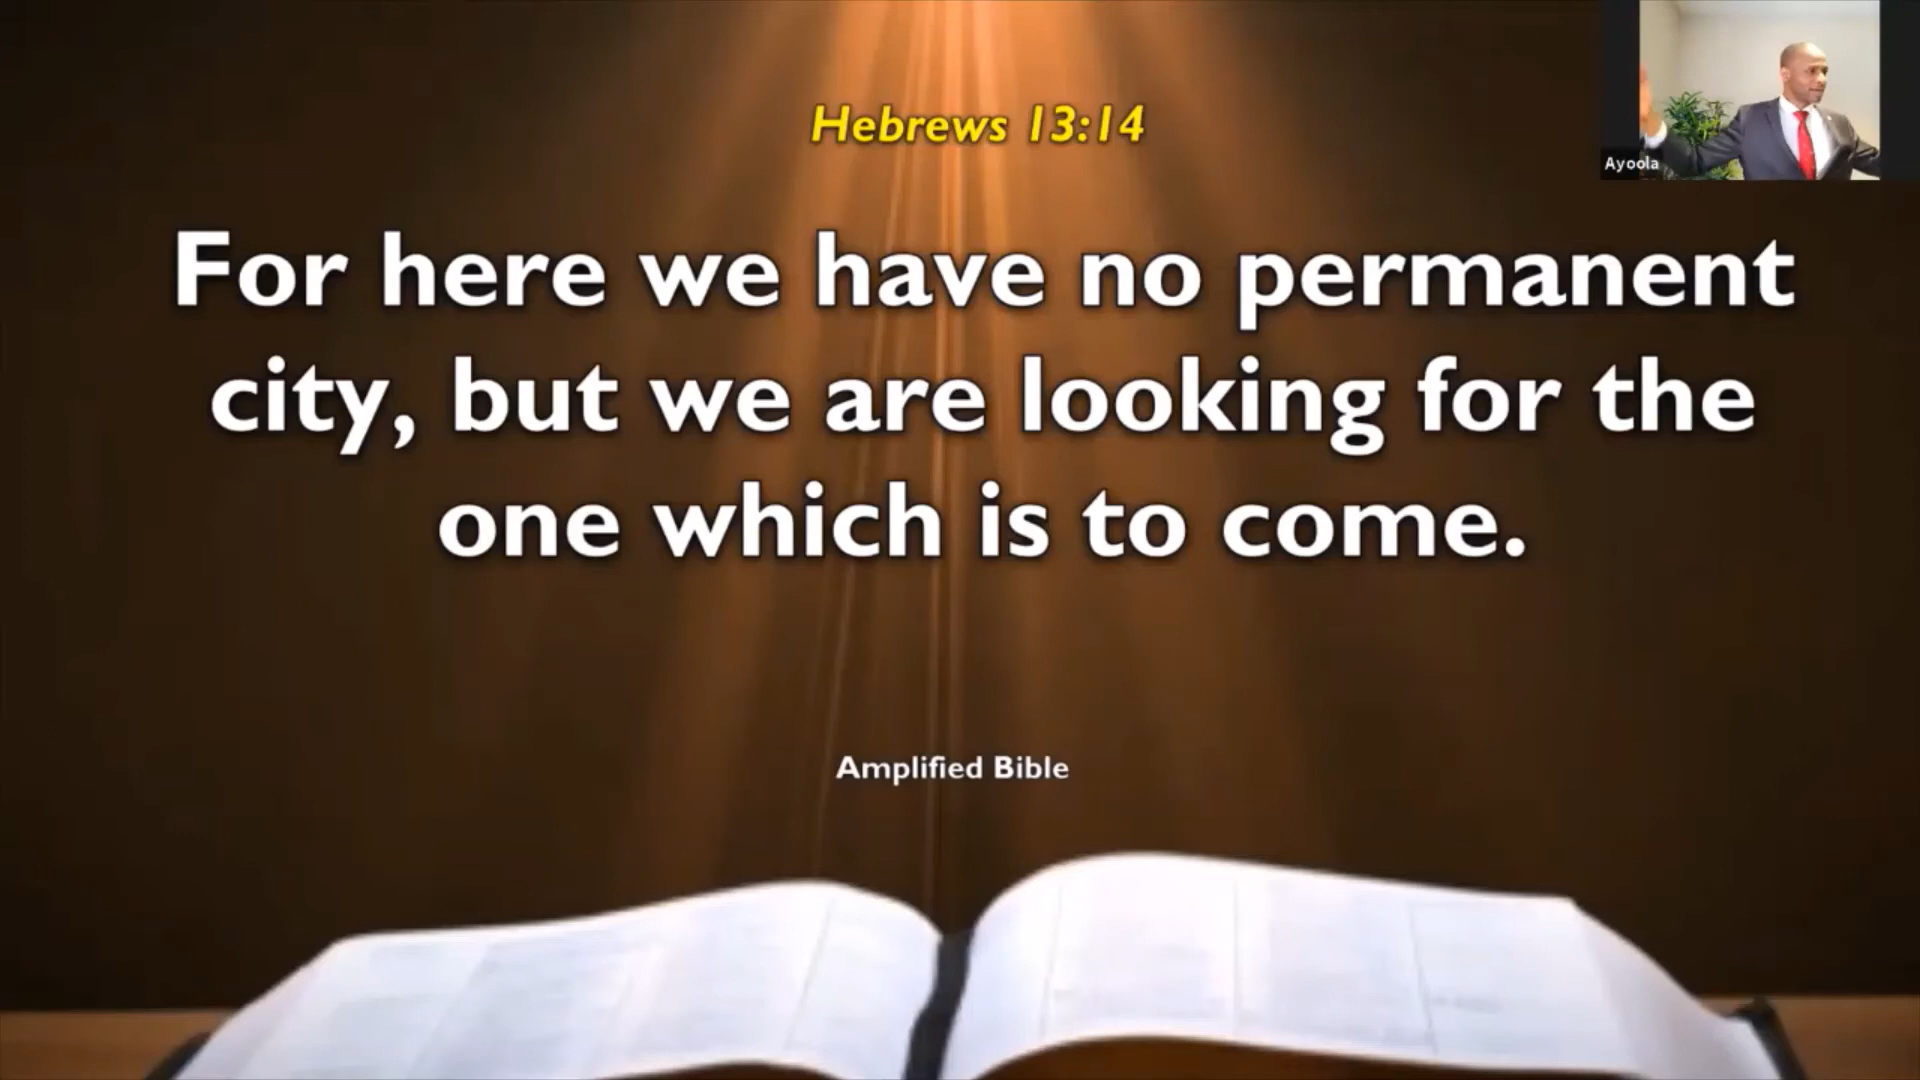 Hebrews 13:14
Ayoola
For here we have no permanent
city, but we are looking for the
one which is to come.
Amplified Bible